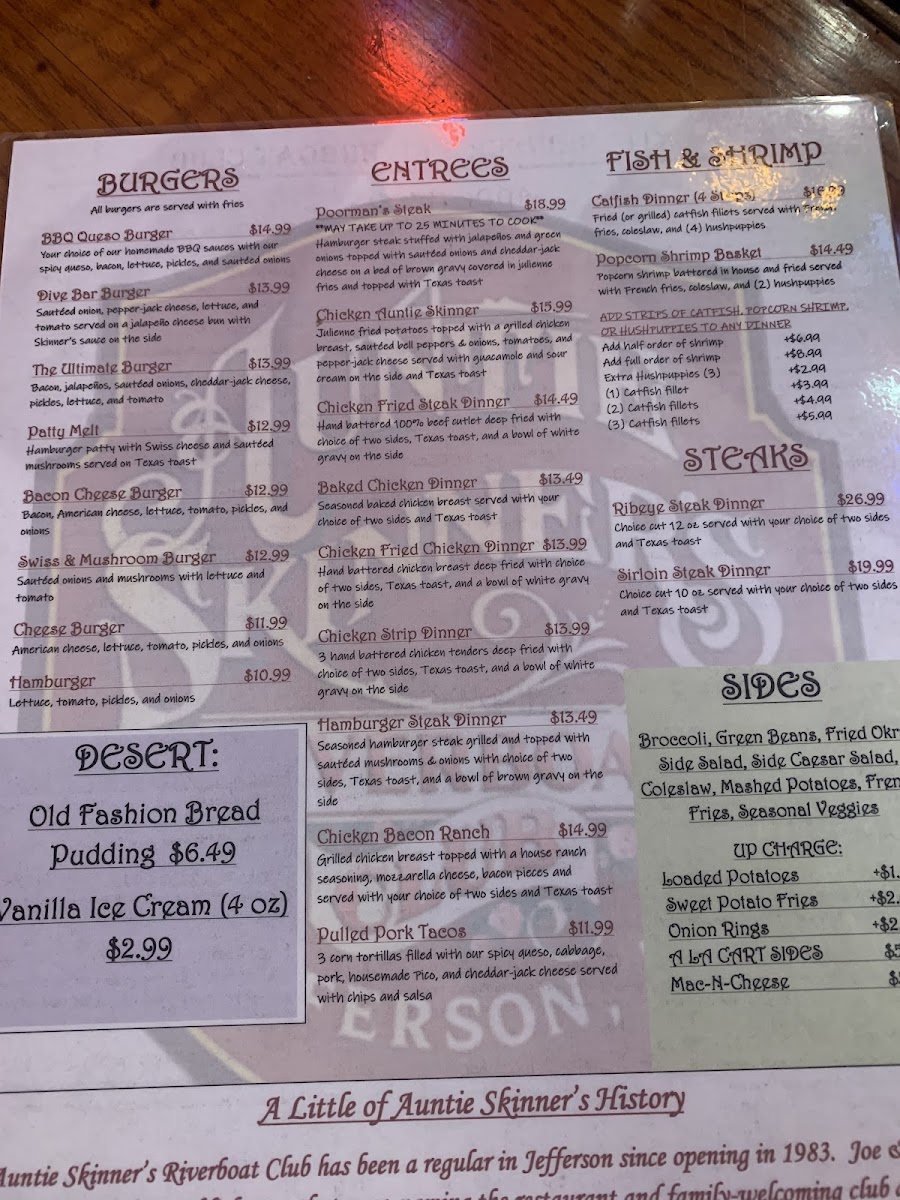 BURGERS
All burgers are served with fries
BBQ Queso Burger $14.99
Your choice of our homemade BBQ sauces with our
spicy queso, bacon, lettuce, pickles, and sautéed onions
Dive Bar Burger $13.99
Sautéed onion, pepper-jack cheese, lettuce, and
tomato served on a jalapeño cheese bun with
Skinner's sauce on the side
The Ultimate Burger $13.99
Bacon, jalapeños, sautéed onions, cheddar-jack cheese,
pickles, lettuce, and tomato
Patty Melt $12.99
Hamburger patty with Swiss cheese and sautéed
mushrooms served on Texas toast
Bacon Cheese Burger $12.99
Bacon, American cheese, lettuce, tomato, pickles, and
onions
Swiss & Mushroom Burger $12.99
Sautéed onions and mushrooms with lettuce and
tomato
Cheese Burger $11.99
American cheese, lettuce, tomato, pickles, and onions
Hamburger $10.99
Lettuce, tomato, pickles, and onions
DESERT:
Old Fashion Bread
Pudding $6.49
Vanilla Ice Cream (4 oz)
$2.99
ENTREES
Poorman's Steak $18.99
**MAY TAKE UP TO 25 MINUTES TO COOK**
Hamburger steak stuffed with jalapeños and green
onions topped with sautéed onions and cheddar-jack
cheese on a bed of brown gravy covered in julienne
fries and topped with Texas toast
Chicken Auntie Skinner $15.99
Julienne fried potatoes topped with a grilled chicken
breast, sautéed bell peppers & onions, tomatoes, and
pepper-jack cheese served with guacamole and sour
cream on the side and Texas toast
Chicken Fried Steak Dinner $14.49
Hand battered 100% beef cutlet deep fried with
choice of two sides, Texas toast, and a bowl of white
gravy on the side
Baked Chicken Dinner $13.49
Seasoned baked chicken breast served with your
choice of two sides and Texas toast
Chicken Fried Chicken Dinner $13.99
Hand battered chicken breast deep fried with choice
of two sides, Texas toast, and a bowl of white gravy
on the side
Chicken Strip Dinner $13.99
3 hand battered chicken tenders deep fried with
choice of two sides, Texas toast, and a bowl of white
gravy on the side
Hamburger Steak Dinner $13.49
Seasoned hamburger steak grilled and topped with
sautéed mushrooms & onions with choice of two
sides, Texas toast, and a bowl of brown gravy on the
side
Chicken Bacon Ranch $14.99
Grilled chicken breast topped with a house ranch
seasoning, mozzarella cheese, bacon pieces and
served with your choice of two sides and Texas toast
Pulled Pork Tacos $11.99
3 corn tortillas filled with our spicy queso, cabbage,
pork, housemade Pico, and cheddar-jack cheese served
with chips and salsa
FISH & SHRIMP
Catfish Dinner (4
Fried (or grilled) catfish fillets served with French
fries, coleslaw, and (4) hushpuppies
Popcorn Shrimp Basket $14.49
Popcorn shrimp battered in house and fried served
with French fries, coleslaw, and (2) hushpuppies
ADD STRIPS OF CATFISH, POPCORN SHRIMP,
OR HUSHPUPPIES TO ANY DINNER
Add half order of shrimp +$6.99
Add full order of shrimp +$8.99
Extra Hushpuppies (3) +$2.99
(1) Catfish fillet +$3.99
(2) Catfish fillets +$4.99
(3) Catfish fillets +$5.99
STEAKS
Ribeye Steak Dinner $26.99
Choice cut 12 oz served with your choice of two sides
and Texas toast
Sirloin Steak Dinner $19.99
Choice cut 10 oz served with your choice of two sides
and Texas toast
SIDES
Broccoli, Green Beans, Fried Okr
Side Salad, Side Caesar Salad,
Coleslaw, Mashed Potatoes, Fren
Fries, Seasonal Veggies
UP CHARGE:
Loaded Potatoes +$1.
Sweet Potato Fries +$2.
Onion Rings +$2
A LA CART SIDES
Mac-N-Cheese
A Little of Auntie Skinner's History
Auntie Skinner's Riverboat Club has been a regular in Jefferson since opening in 1983. Joe &
the restaurant and family-welcoming club